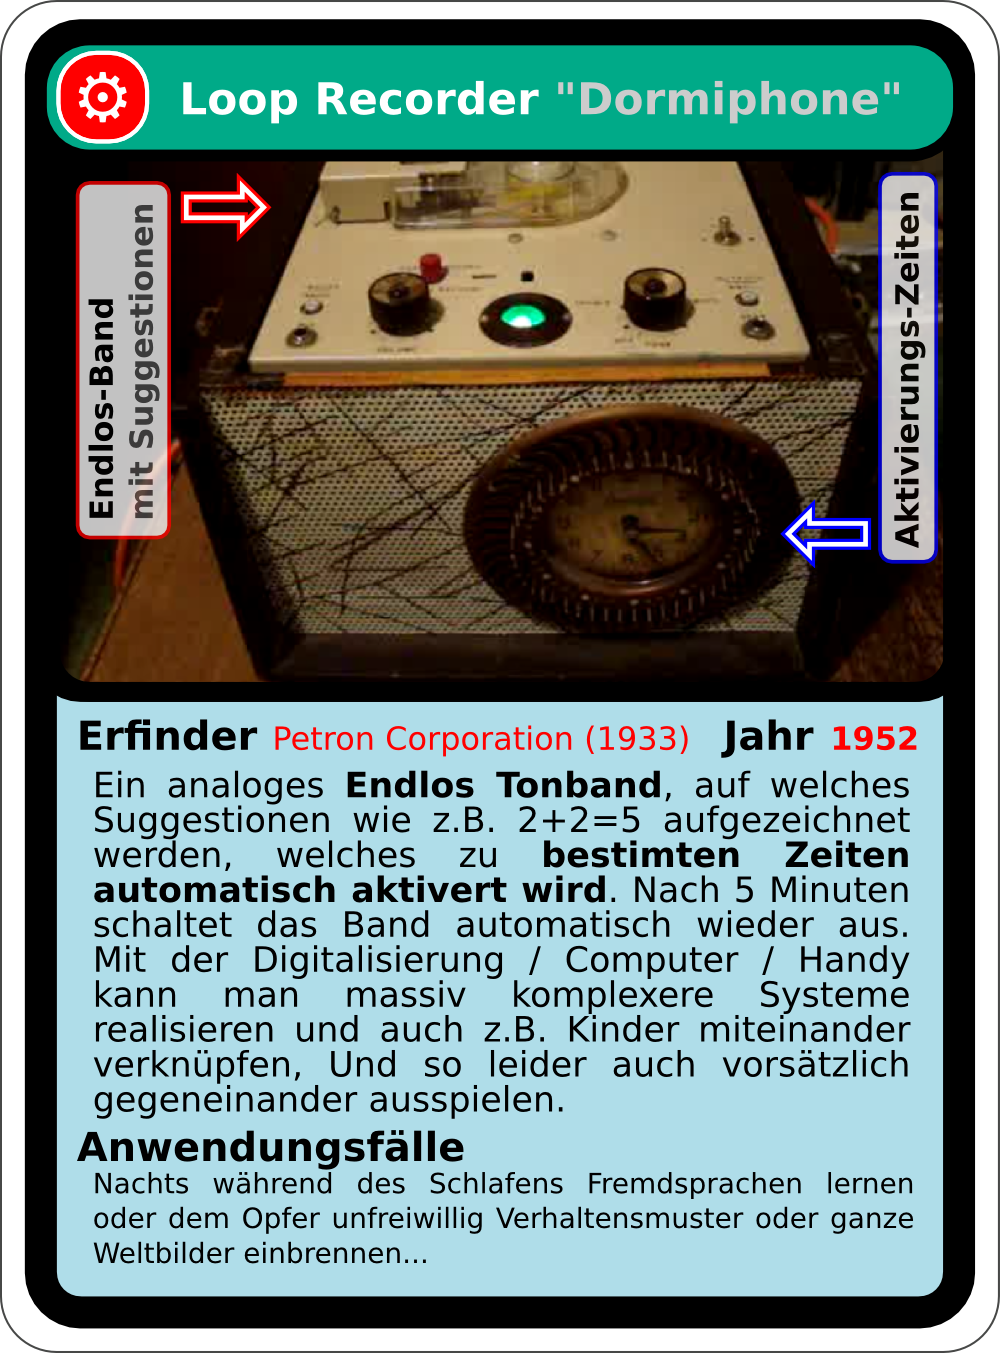 Loop Recorder "Dormiphone"
Endlos-Band
mit Suggestionen
Aktivierungs-Zeiten
Erfinder Petron Corporation (1933) Jahr 1952
Ein analoges Endlos Tonband, auf welches
Suggestionen wie z.B. 2+2=5 aufgezeichnet
werden, welches zu bestimten Zeiten
automatisch aktivert wird. Nach 5 Minuten
schaltet das Band automatisch wieder aus.
Mit der Digitalisierung / Computer / Handy
kann man massiv komplexere Systeme
realisieren und auch z.B. Kinder miteinander
verknüpfen, Und so leider auch vorsätzlich
gegeneinander ausspielen.
Anwendungsfälle
Nachts während des Schlafens Fremdsprachen lernen
oder dem Opfer unfreiwillig Verhaltensmuster oder ganze
Weltbilder einbrennen...